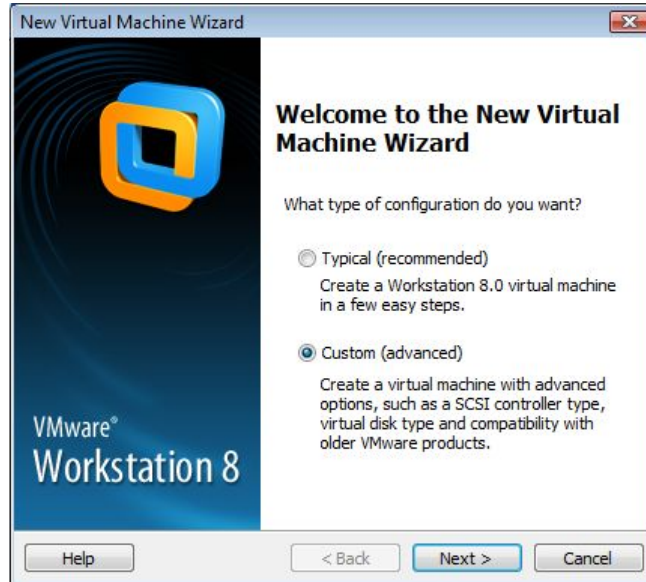 New Virtual Machine Wizard
Welcome to the New Virtual
Machine Wizard
What type of configuration do you want?
Typical (recommended)
Create a Workstation 8.0 virtual machine
in a few easy steps.
Custom (advanced)
Create a virtual machine with advanced
options, such as a SCSI controller type,
virtual disk type and compatibility with
older VMware products.
VMware®
Workstation 8
Help
< Back
Next >
Cancel